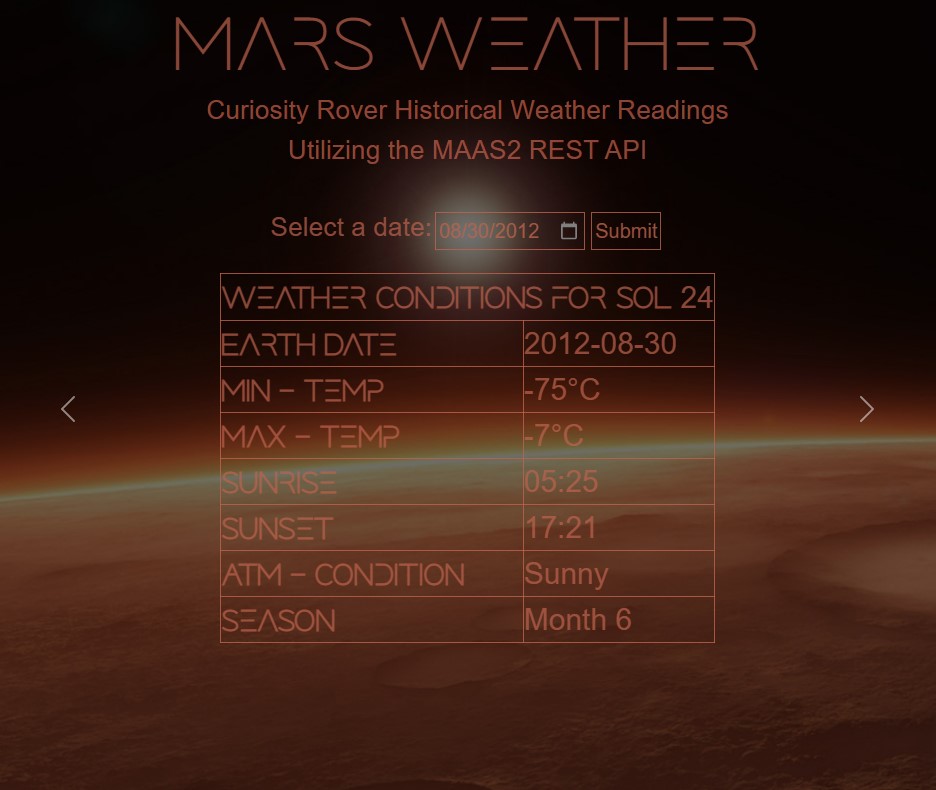 MARS WEATHER
Curiosity Rover Historical Weather Readings
Utilizing the MAAS2 REST API
Select a date: 08/30/2012 Submit
WEATHER CONDITIONS FOR SOL 24
EARTH DATE 2012-08-30
MIN - TEMP -75°C
MAX - TEMP -7°C
SUNRISE 05:25
SUNSET 17:21
ATM - CONDITION Sunny
SEASON Month 6